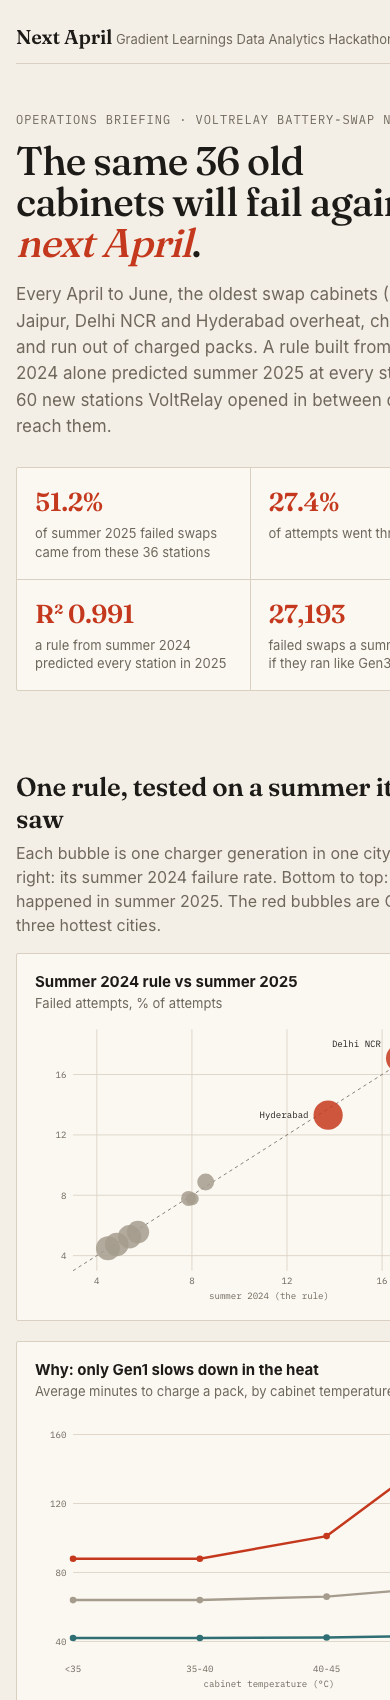 Next April Gradient Learnings Data Analytics Hackathon
OPERATIONS BRIEFING · VOLTRELAY BATTERY-SWAP
The same 36 old
cabinets will fail again
next April.
Every April to June, the oldest swap cabinets (
Jaipur, Delhi NCR and Hyderabad overheat,
and run out of charged packs. A rule built from
2024 alone predicted summer 2025 at every
60 new stations VoltRelay opened in between
reach them.
51.2%
of summer 2025 failed swaps
came from these 36 stations
27.4%
of attempts went
R² 0.991
a rule from summer 2024
predicted every station in 2025
27,193
failed swaps a
if they ran like Gen3
One rule, tested on a summer it
saw
Each bubble is one charger generation in one city
right: its summer 2024 failure rate. Bottom to top:
happened in summer 2025. The red bubbles are
three hottest cities.
Summer 2024 rule vs summer 2025
Failed attempts, % of attempts
Delhi NCR
16
Hyderabad
12
8
4
4 8 12 16
summer 2024 (the rule)
Why: only Gen1 slows down in the heat
Average minutes to charge a pack, by cabinet temperature
160
120
80
40
<35 35-40 40-45
cabinet temperature (°C)